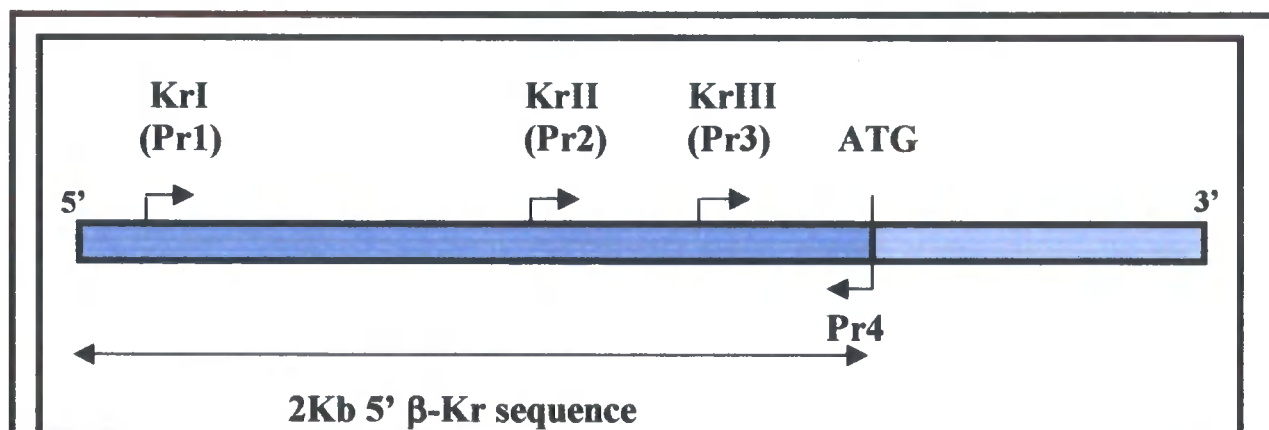 KrI KrII KrIII
(Pr1) (Pr2) (Pr3) ATG
5’ 3’
Pr4
2Kb 5’ β-Kr sequence